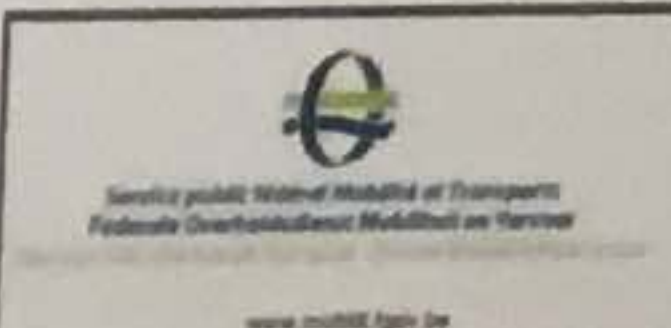 Service public fédéral Mobilité et Transports
Federale Overheidsdienst Mobiliteit en Vervoer
www.mobilit.fgov.be